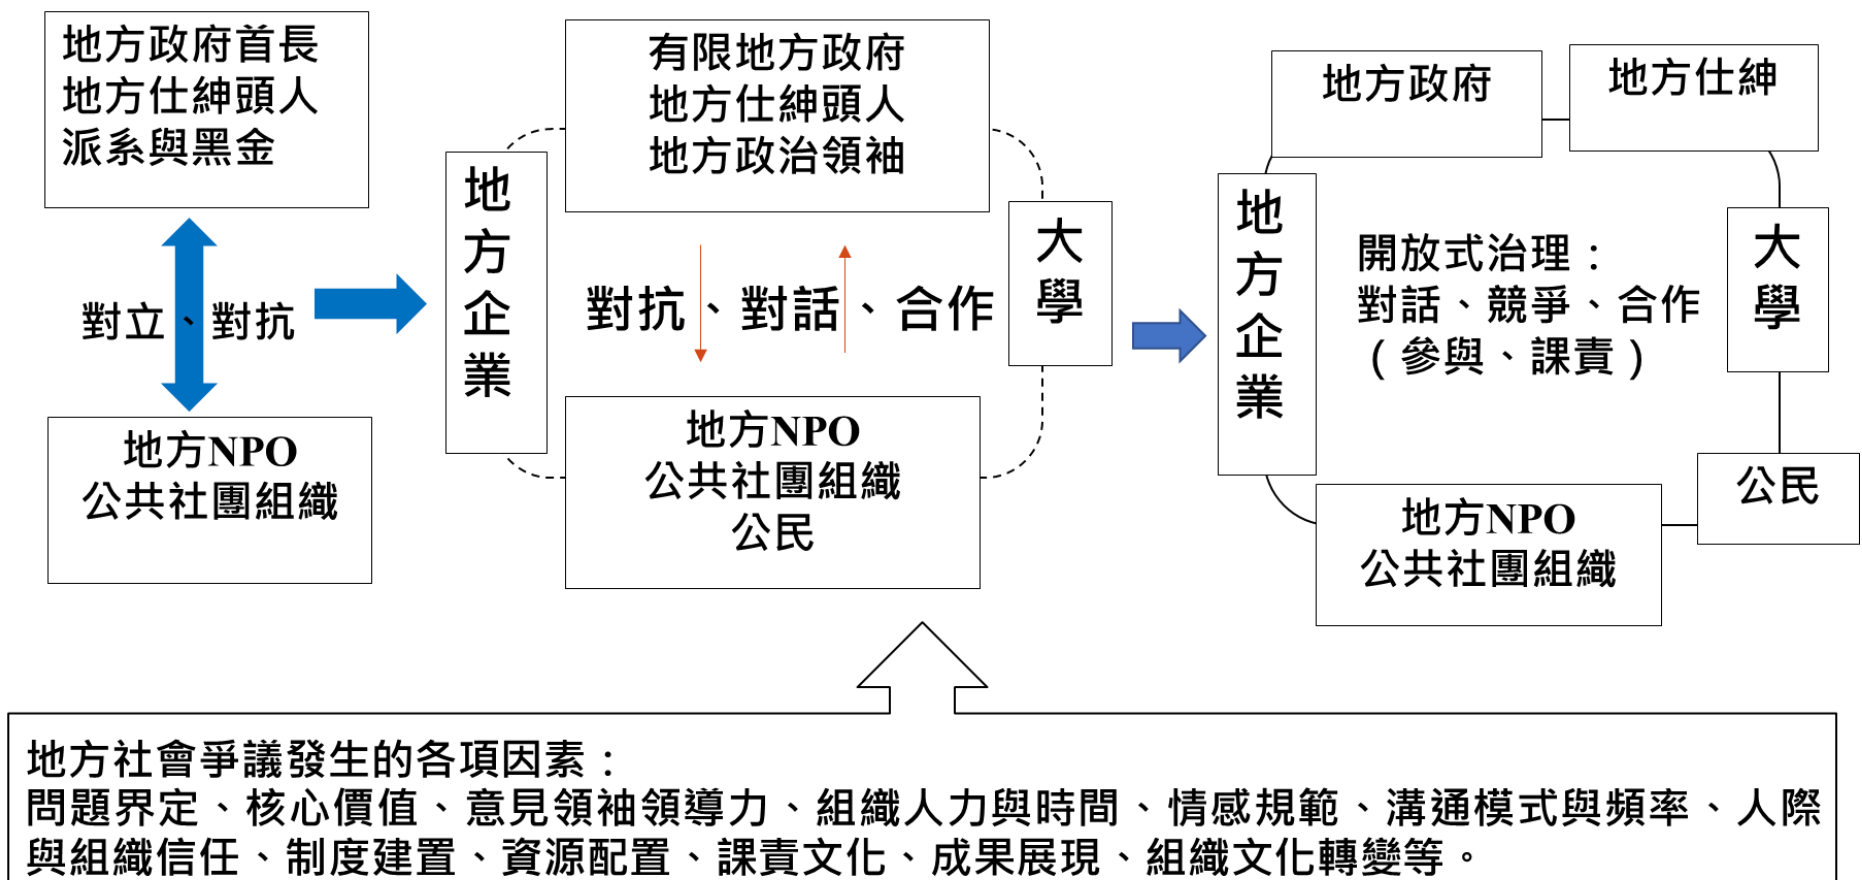 地方政府首長
地方仕紳頭人
派系與黑金
對立、對抗
地方NPO
公共社團組織
地方企業
有限地方政府
地方仕紳頭人
地方政治領袖
對抗、對話、合作
大學
地方NPO
公共社團組織
公民
地方企業
地方政府
地方仕紳
開放式治理：
對話、競爭、合作
（參與、課責）
大學
公民
地方NPO
公共社團組織
地方社會爭議發生的各項因素：
問題界定、核心價值、意見領袖領導力、組織人力與時間、情感規範、溝通模式與頻率、人際
與組織信任、制度建置、資源配置、課責文化、成果展現、組織文化轉變等。